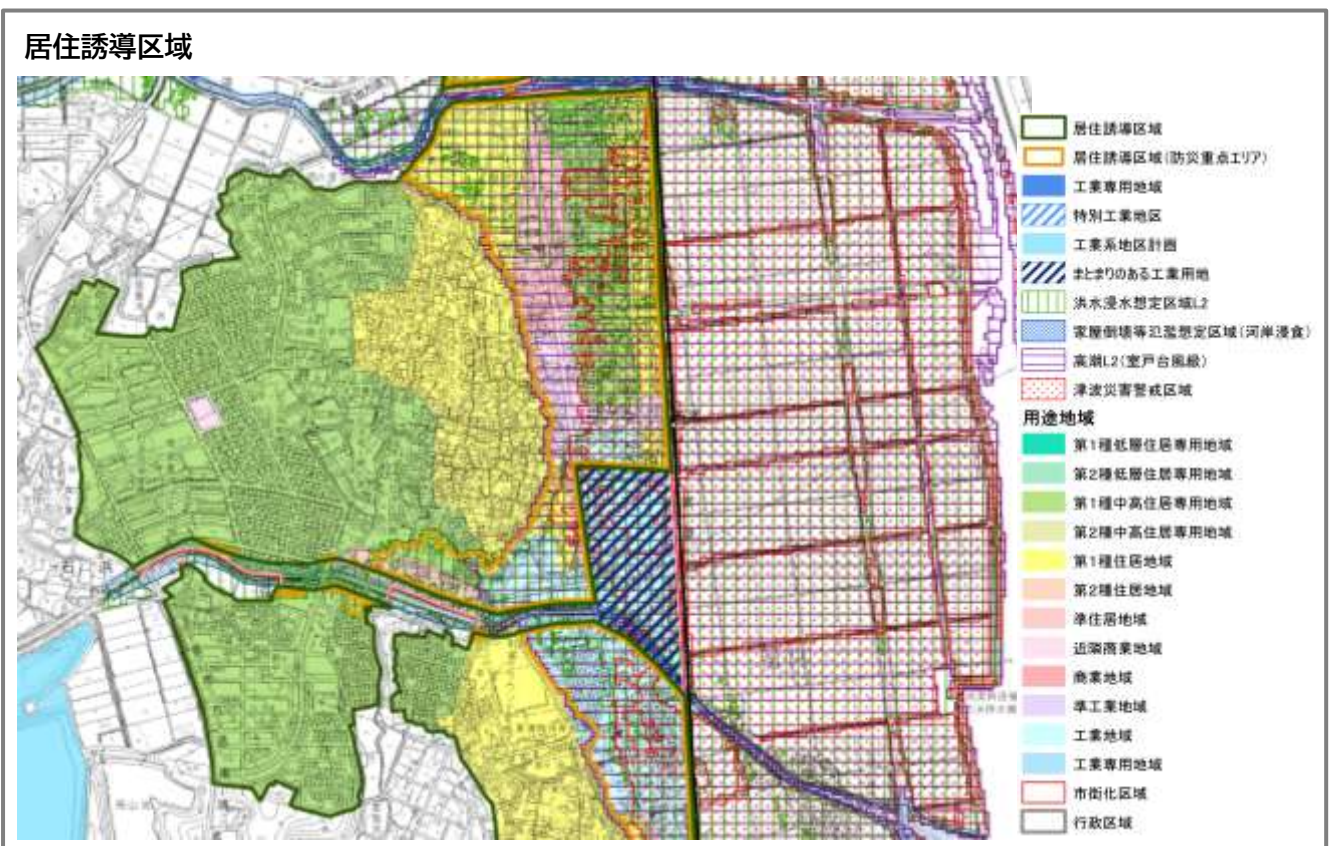 居住誘導区域
居住誘導区域
居住誘導区域(防災重点エリア)
工業専用地域
特別工業地区
工業系地区計画
まとまりのある工業用地
洪水浸水想定区域L2
家屋倒壊等氾濫想定区域(河岸浸食)
高潮L2(室戸台風級)
津波災害警戒区域
用途地域
第1種低層住居専用地域
第2種低層住居専用地域
第1種中高住居専用地域
第2種中高住居専用地域
第1種住居地域
第2種住居地域
準住居地域
近隣商業地域
商業地域
準工業地域
工業地域
工業専用地域
市街化区域
行政区域
石浜